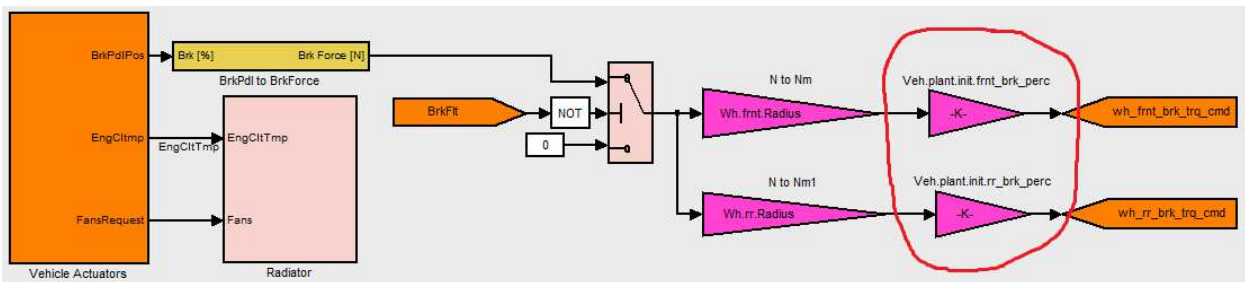 BrkPdlPos
EngCltmp
FansRequest
Vehicle Actuators
Brk [%]
Brk Force [N]
BrkPdl to BrkForce
EngCltTmp
EngCltTmp
Fans
Radiator
BrkFlt
NOT
0
N to Nm
Wh.frnt.Radius
Veh.plant.init.frnt_brk_perc
-K-
wh_frnt_brk_trq_cmd
N to Nm1
Wh.rr.Radius
Veh.plant.init.rr_brk_perc
-K-
wh_rr_brk_trq_cmd